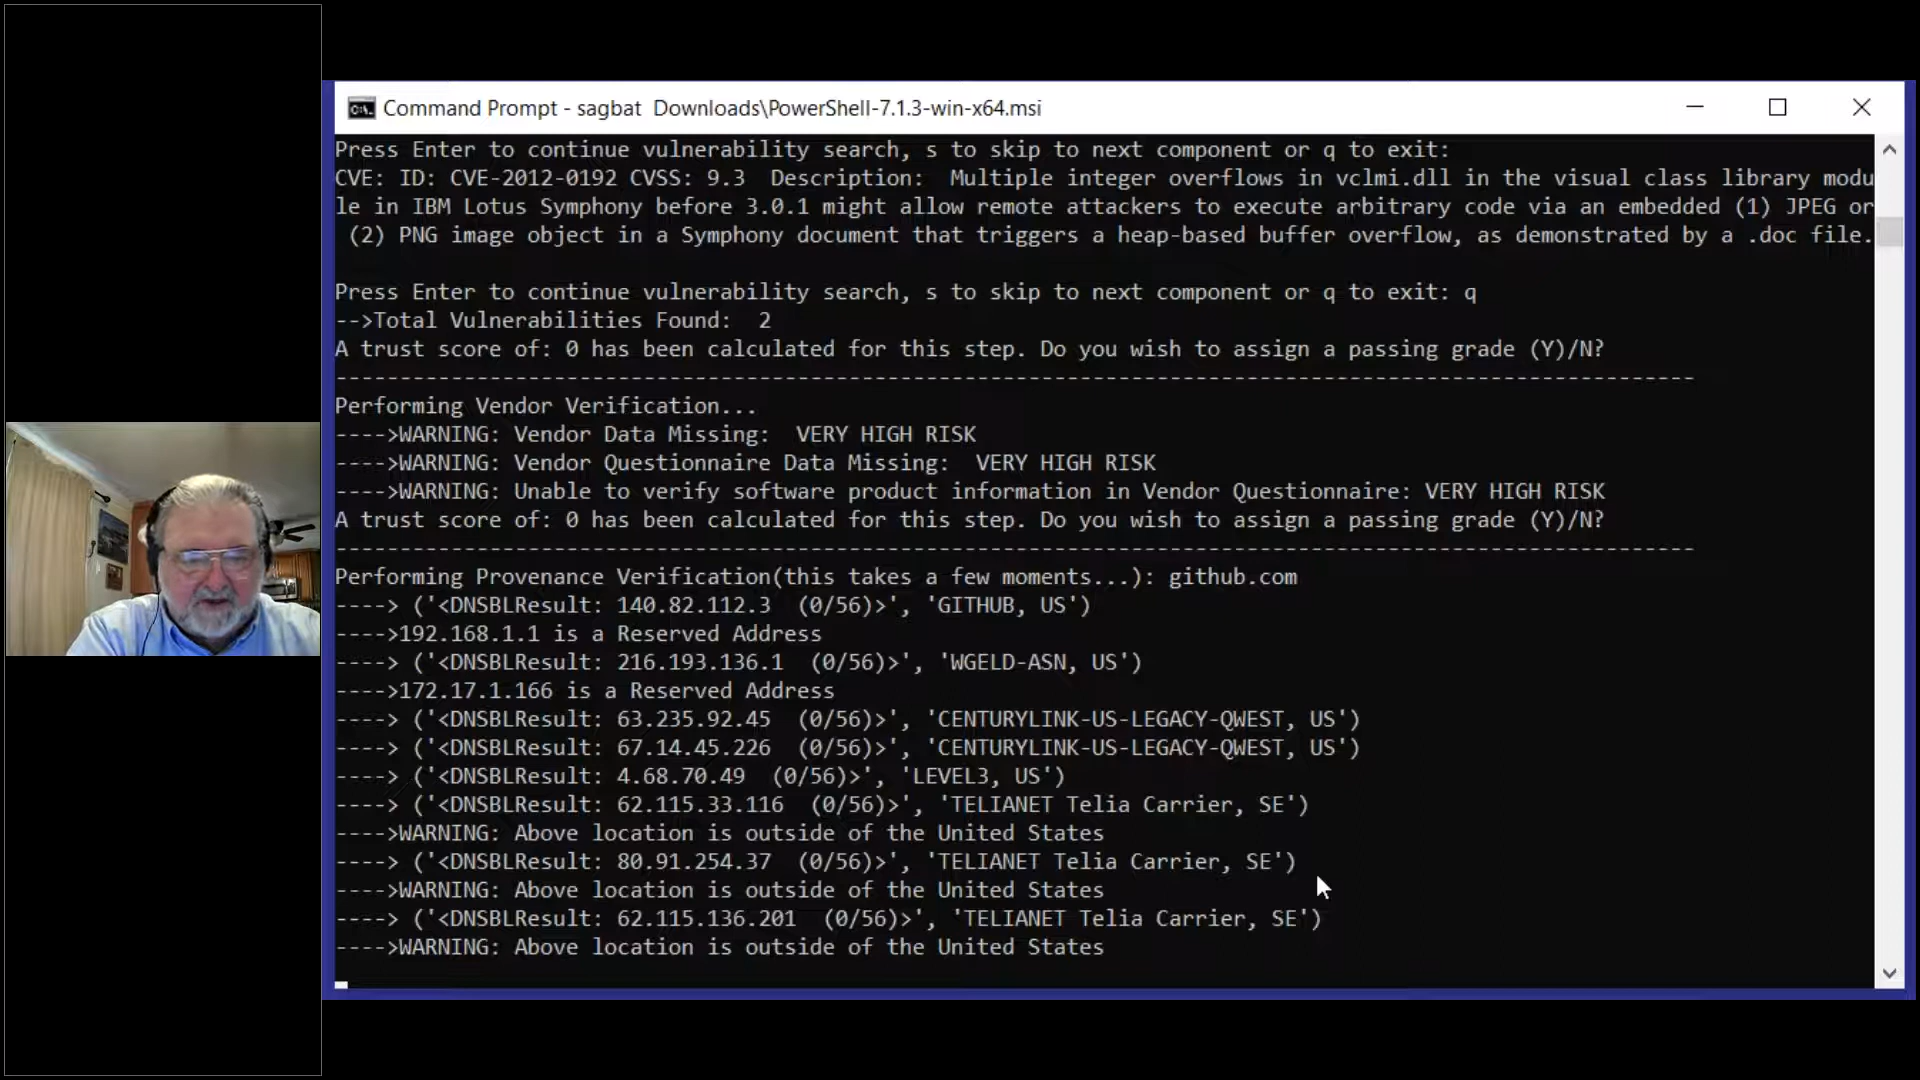 Command Prompt - sagbat  Downloads\PowerShell-7.1.3-win-x64.msi
Press Enter to continue vulnerability search, s to skip to next component or q to exit:
CVE: ID: CVE-2012-0192 CVSS: 9.3  Description:  Multiple integer overflows in vclmi.dll in the visual class library modu
le in IBM Lotus Symphony before 3.0.1 might allow remote attackers to execute arbitrary code via an embedded (1) JPEG or
 (2) PNG image object in a Symphony document that triggers a heap-based buffer overflow, as demonstrated by a .doc file.
Press Enter to continue vulnerability search, s to skip to next component or q to exit: q
-->Total Vulnerabilities Found:  2
A trust score of: 0 has been calculated for this step. Do you wish to assign a passing grade (Y)/N?
----------------------------------------------------------------------------------------------------------
Performing Vendor Verification...
---->WARNING: Vendor Data Missing:  VERY HIGH RISK
---->WARNING: Vendor Questionnaire Data Missing:  VERY HIGH RISK
---->WARNING: Unable to verify software product information in Vendor Questionnaire: VERY HIGH RISK
A trust score of: 0 has been calculated for this step. Do you wish to assign a passing grade (Y)/N?
----------------------------------------------------------------------------------------------------------
Performing Provenance Verification(this takes a few moments...): github.com
----> ('<DNSBLResult: 140.82.112.3  (0/56)>', 'GITHUB, US')
---->192.168.1.1 is a Reserved Address
----> ('<DNSBLResult: 216.193.136.1  (0/56)>', 'WGELD-ASN, US')
---->172.17.1.166 is a Reserved Address
----> ('<DNSBLResult: 63.235.92.45  (0/56)>', 'CENTURYLINK-US-LEGACY-QWEST, US')
----> ('<DNSBLResult: 67.14.45.226  (0/56)>', 'CENTURYLINK-US-LEGACY-QWEST, US')
----> ('<DNSBLResult: 4.68.70.49  (0/56)>', 'LEVEL3, US')
----> ('<DNSBLResult: 62.115.33.116  (0/56)>', 'TELIANET Telia Carrier, SE')
---->WARNING: Above location is outside of the United States
----> ('<DNSBLResult: 80.91.254.37  (0/56)>', 'TELIANET Telia Carrier, SE')
---->WARNING: Above location is outside of the United States
----> ('<DNSBLResult: 62.115.136.201  (0/56)>', 'TELIANET Telia Carrier, SE')
---->WARNING: Above location is outside of the United States